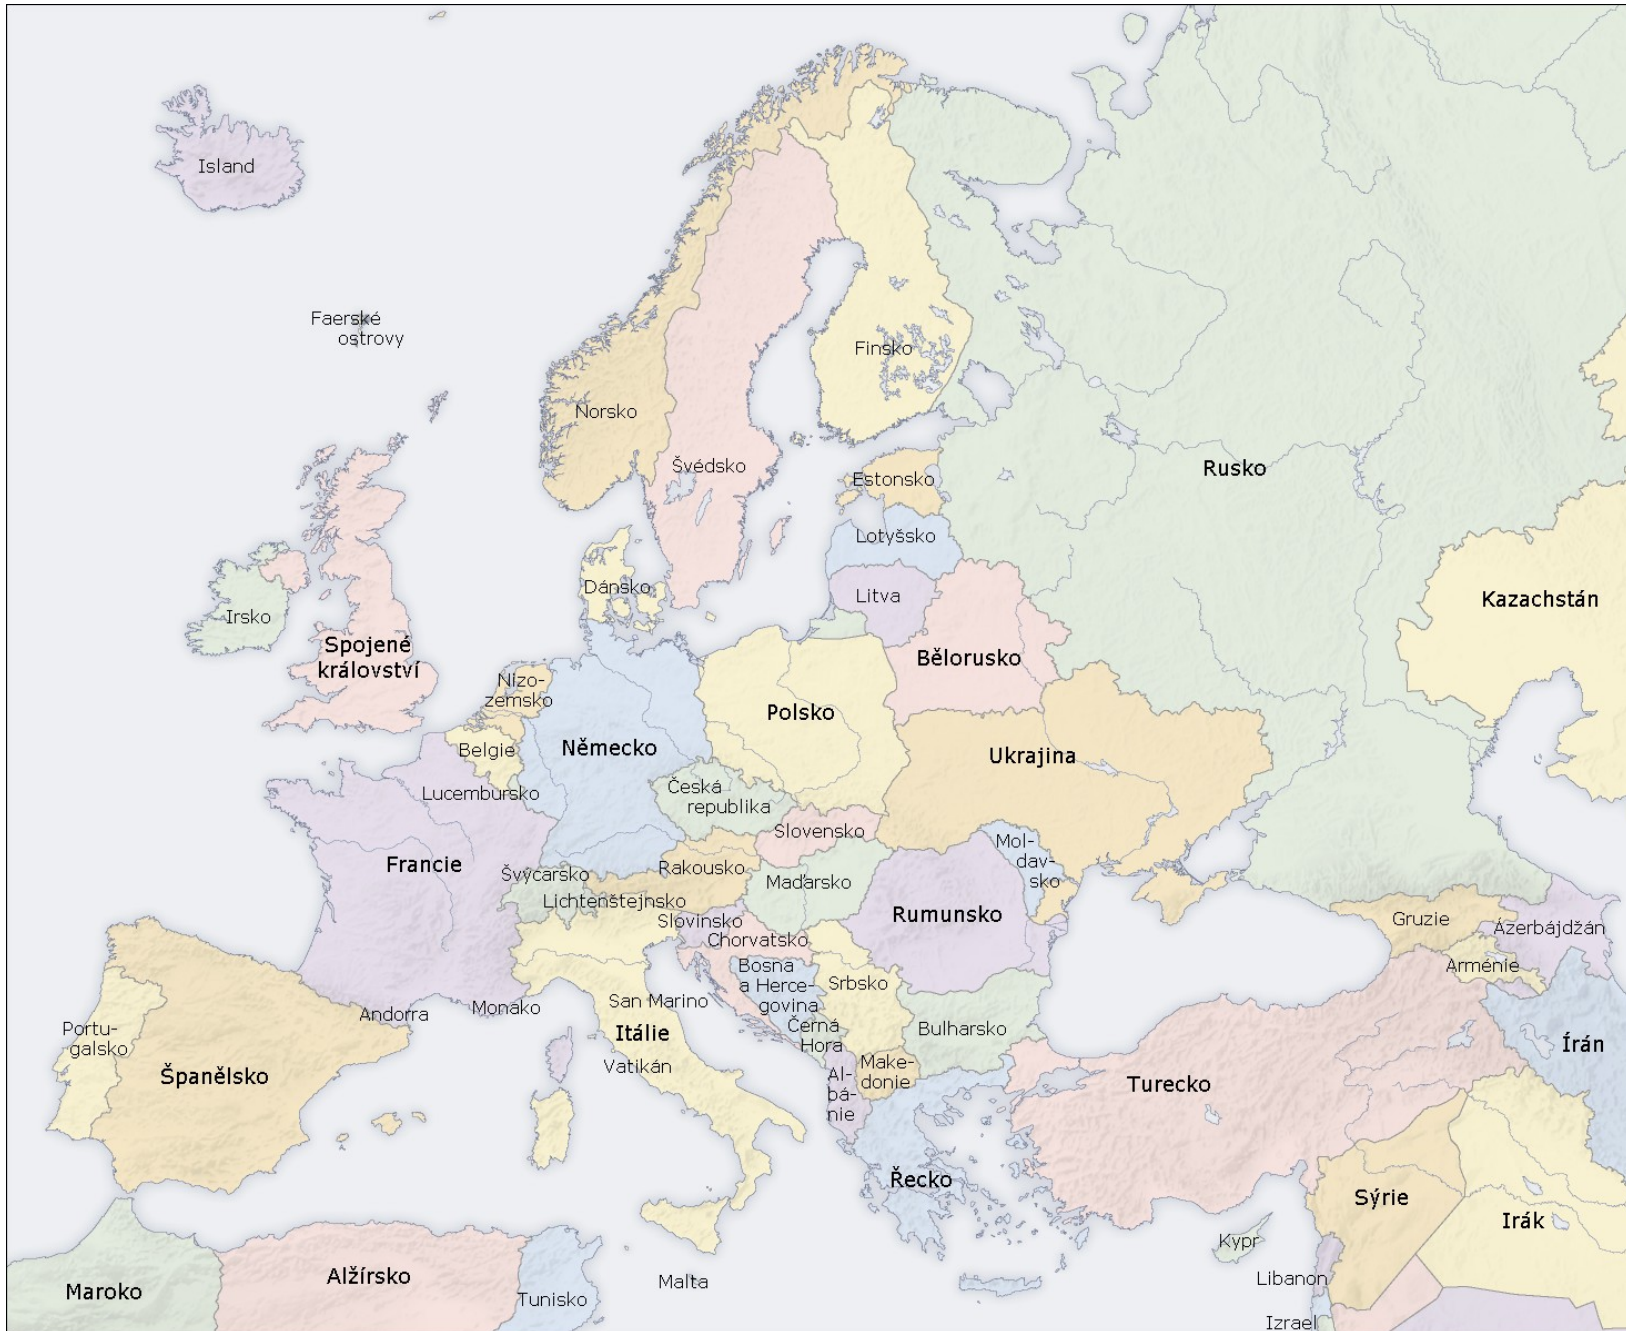 Island
Faerské
ostrovy
Finsko
Norsko
Švédsko
Rusko
Estonsko
Lotyšsko
Dánsko
Litva
Kazachstán
Irsko
Spojené
království
Bělorusko
Nizo-
zemsko
Polsko
Belgie
Německo
Ukrajina
Lucembursko
Česká
republika
Slovensko
Mol-
dav-
sko
Francie
Švýcarsko
Rakousko
Maďarsko
Lichtenštejnsko
Rumunsko
Slovinsko
Chorvatsko
Gruzie
Ázerbájdžán
Arménie
Bosna
a Herce-
govina
Srbsko
San Marino
Monako
Andorra
Portu-
galsko
Itálie
Černá
Hora
Bulharsko
Írán
Vatikán
Make-
donie
Španělsko
Al-
bá-
nie
Turecko
Řecko
Sýrie
Irák
Kypr
Maroko
Alžírsko
Tunisko
Malta
Libanon
Izrael